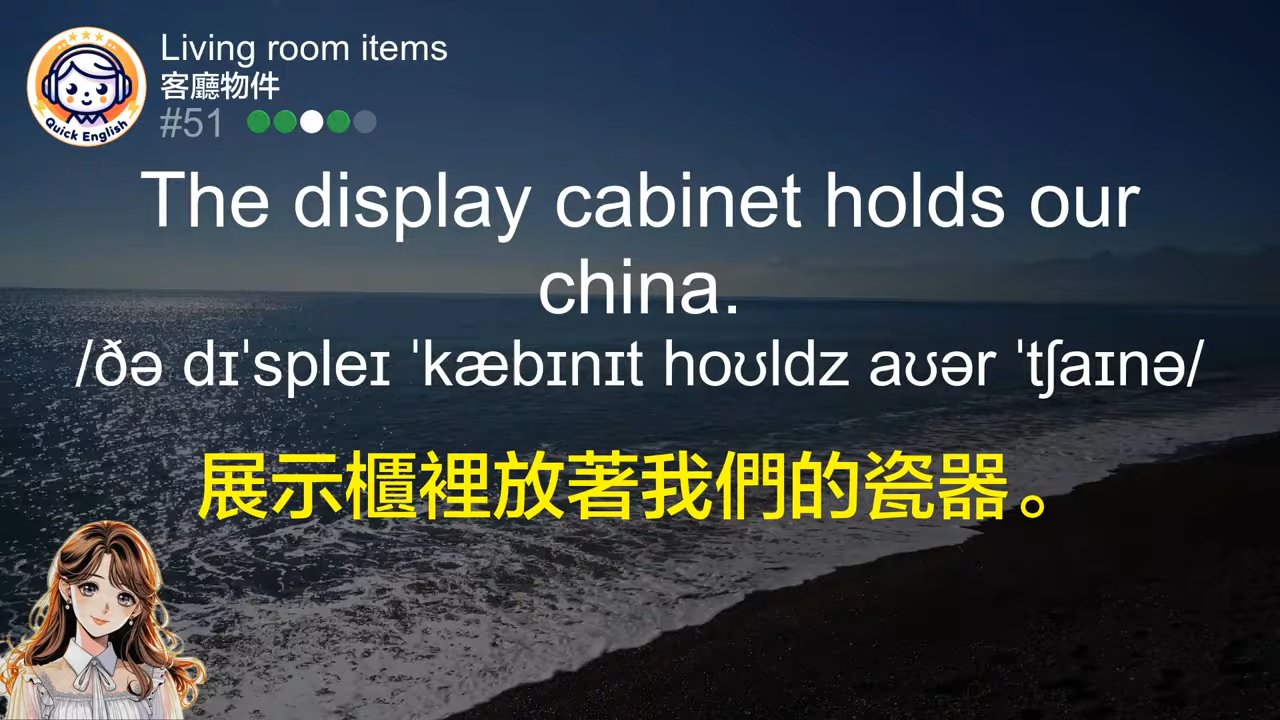 Quick English
Living room items
客廳物件
#51
The display cabinet holds our
china.
/ðə dɪˈspleɪ ˈkæbɪnɪt hoʊldz aʊər ˈtʃaɪnə/
展示櫃裡放著我們的瓷器。